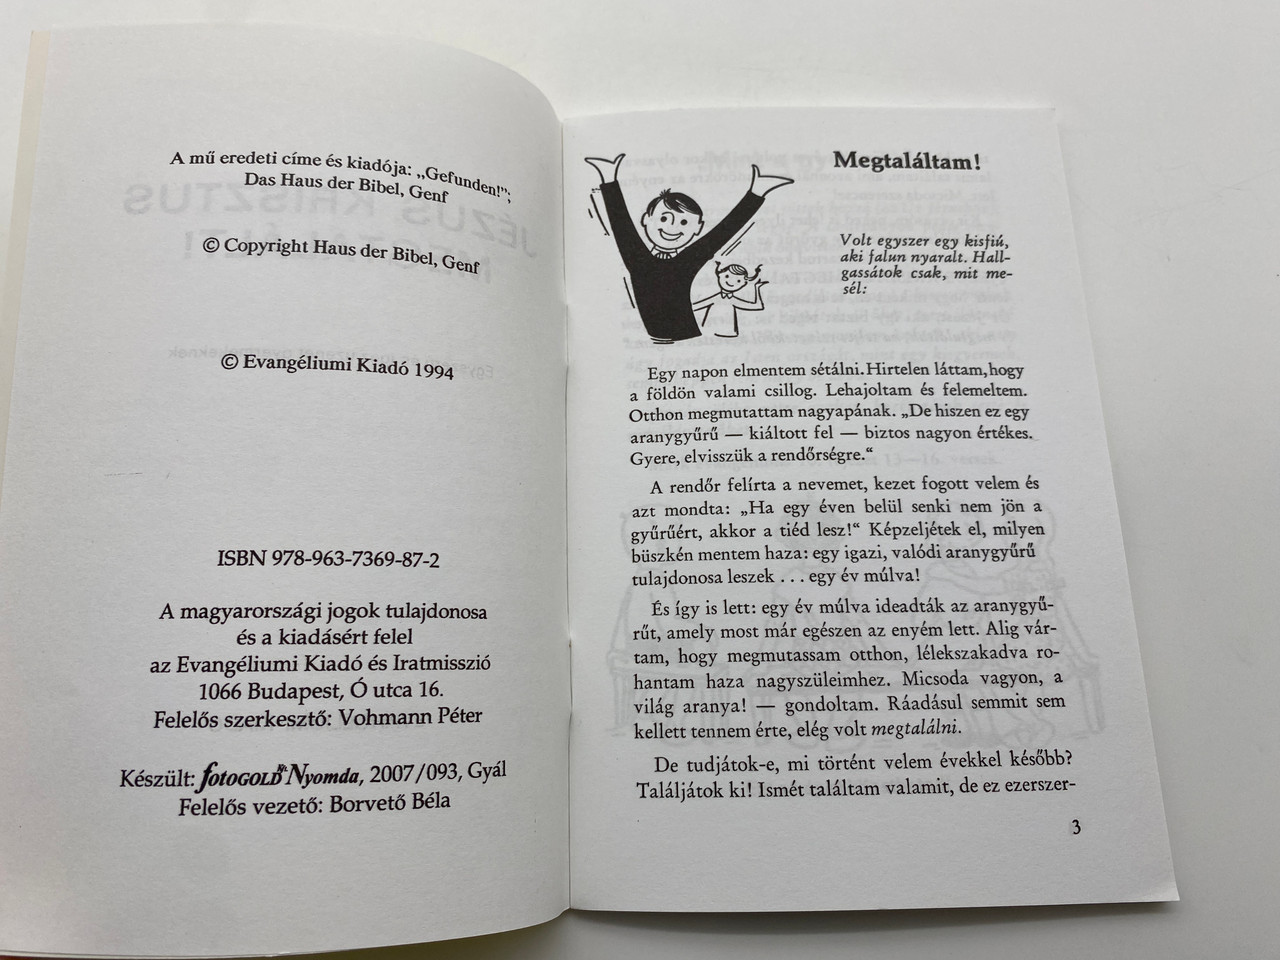 A mű eredeti címe és kiadója: „Gefunden!”;
Das Haus der Bibel, Genf
© Copyright Haus der Bibel, Genf
© Evangéliumi Kiadó 1994
ISBN 978-963-7369-87-2
A magyarországi jogok tulajdonosa
és a kiadásért felel
az Evangéliumi Kiadó és Iratmisszió
1066 Budapest, Ó utca 16.
Felelős szerkesztő: Vohmann Péter
Készült: fotoGOLD Kft Nyomda, 2007/093, Gyál
Felelős vezető: Borvető Béla
Megtaláltam!
Volt egyszer egy kisfiú,
aki falun nyaralt. Hall-
gassátok csak, mit me-
sél:
Egy napon elmentem sétálni. Hirtelen láttam, hogy
a földön valami csillog. Lehajoltam és felemeltem.
Otthon megmutattam nagyapának. „De hiszen ez egy
aranygyűrű — kiáltott fel — biztos nagyon értékes.
Gyere, elvisszük a rendőrségre.“
A rendőr felírta a nevemet, kezet fogott velem és
azt mondta: „Ha egy éven belül senki nem jön a
gyűrűért, akkor a tiéd lesz!“ Képzeljétek el, milyen
büszkén mentem haza: egy igazi, valódi aranygyűrű
tulajdonosa leszek . . . egy év múlva!
És így is lett: egy év múlva ideadták az aranygyű-
rűt, amely most már egészen az enyém lett. Alig vár-
tam, hogy megmutassam otthon, lélekszakadva ro-
hantam haza nagyszüleimhez. Micsoda vagyon, a
világ aranya! — gondoltam. Ráadásul semmit sem
kellett tennem érte, elég volt megtalálni.
De tudjátok-e, mi történt velem évekkel később?
Találjátok ki! Ismét találtam valamit, de ez ezerszer-
3